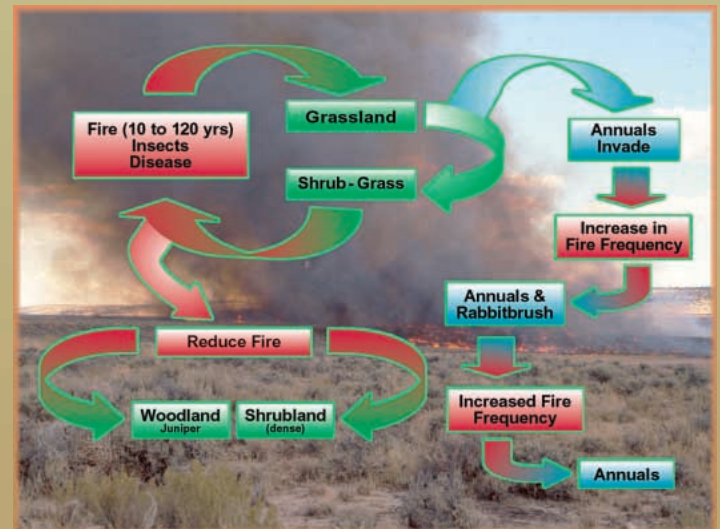 Fire (10 to 120 yrs)
Insects
Disease
Grassland
Shrub - Grass
Annuals
Invade
Increase in
Fire Frequency
Annuals &
Rabbitbrush
Reduce Fire
Woodland
Juniper
Shrubland
(dense)
Increased Fire
Frequency
Annuals